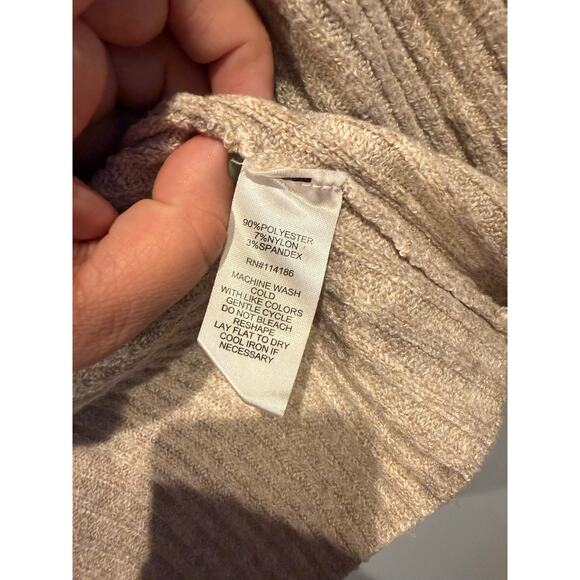 90%POLYESTER
7%NYLON
3%SPANDEX
RN#114186
MACHINE WASH
COLD
WITH LIKE COLORS
GENTLE CYCLE
DO NOT BLEACH
RESHAPE
LAY FLAT TO DRY
COOL IRON IF
NECESSARY